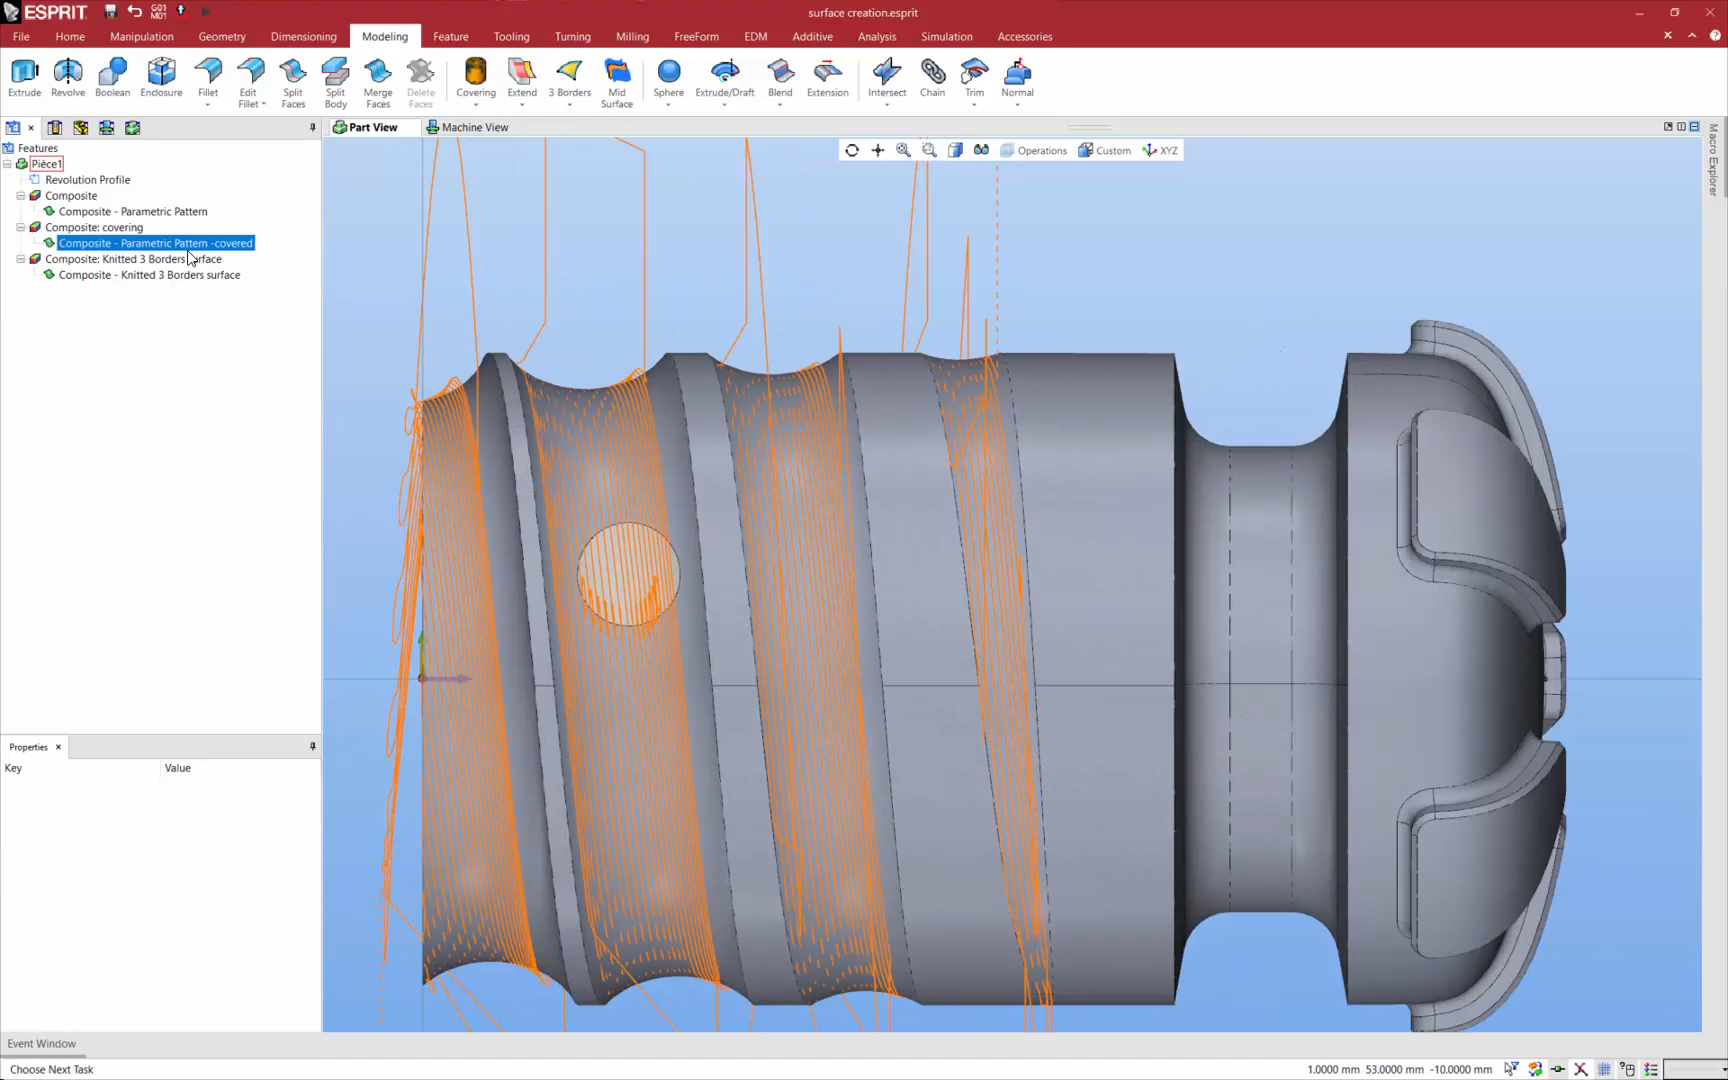 ESPRIT
G01
M01
surface creation.esprit
File Home Manipulation Geometry Dimensioning Modeling Feature Tooling Turning Milling FreeForm EDM Additive Analysis Simulation Accessories
Extrude Revolve Boolean Enclosure Fillet Edit Fillet Split Faces Split Body Merge Faces Delete Faces Covering Extend 3 Borders Mid Surface Sphere Extrude/Draft Blend Extension Intersect Chain Trim Normal
Part View Machine View
Operations Custom XYZ
Macro Explorer
Features
Pièce1
Revolution Profile
Composite
Composite - Parametric Pattern
Composite: covering
Composite - Parametric Pattern -covered
Composite: Knitted 3 Borders surface
Composite - Knitted 3 Borders surface
Properties
Key Value
Event Window
Choose Next Task
1.0000 mm 53.0000 mm -10.0000 mm